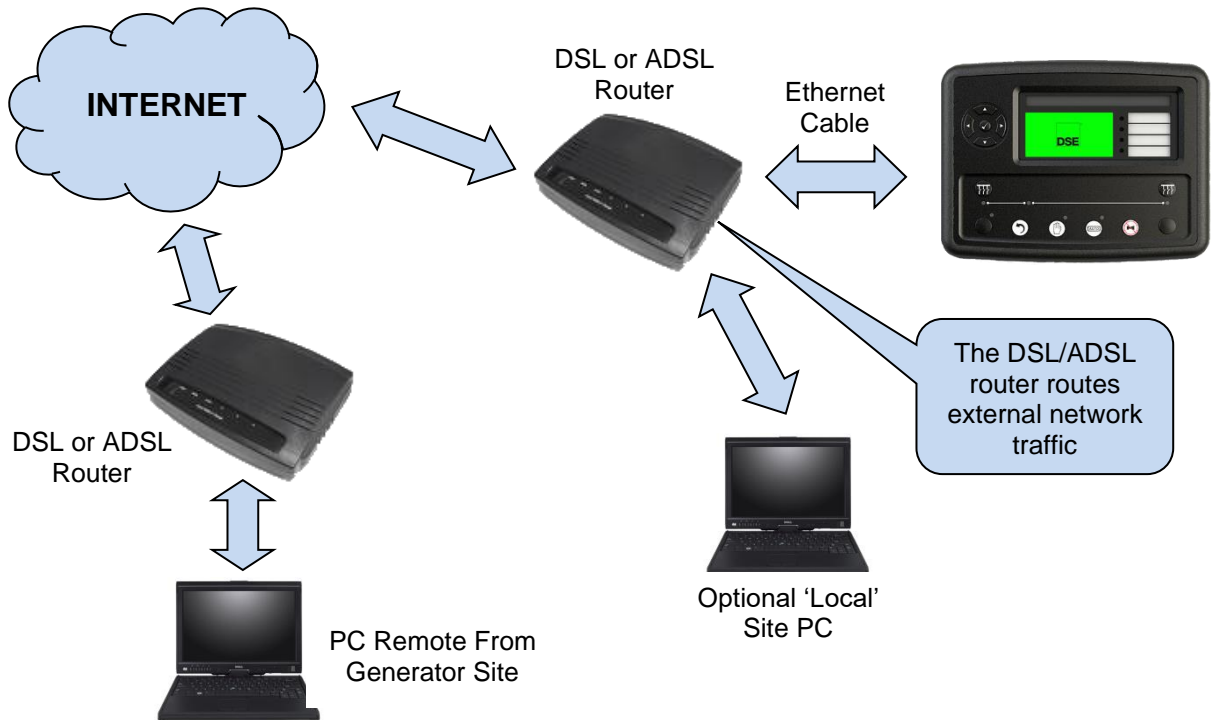 INTERNET
DSL or ADSL
Router
Ethernet
Cable
DSE
The DSL/ADSL
router routes
external network
traffic
DSL or ADSL
Router
Optional ‘Local’
Site PC
PC Remote From
Generator Site